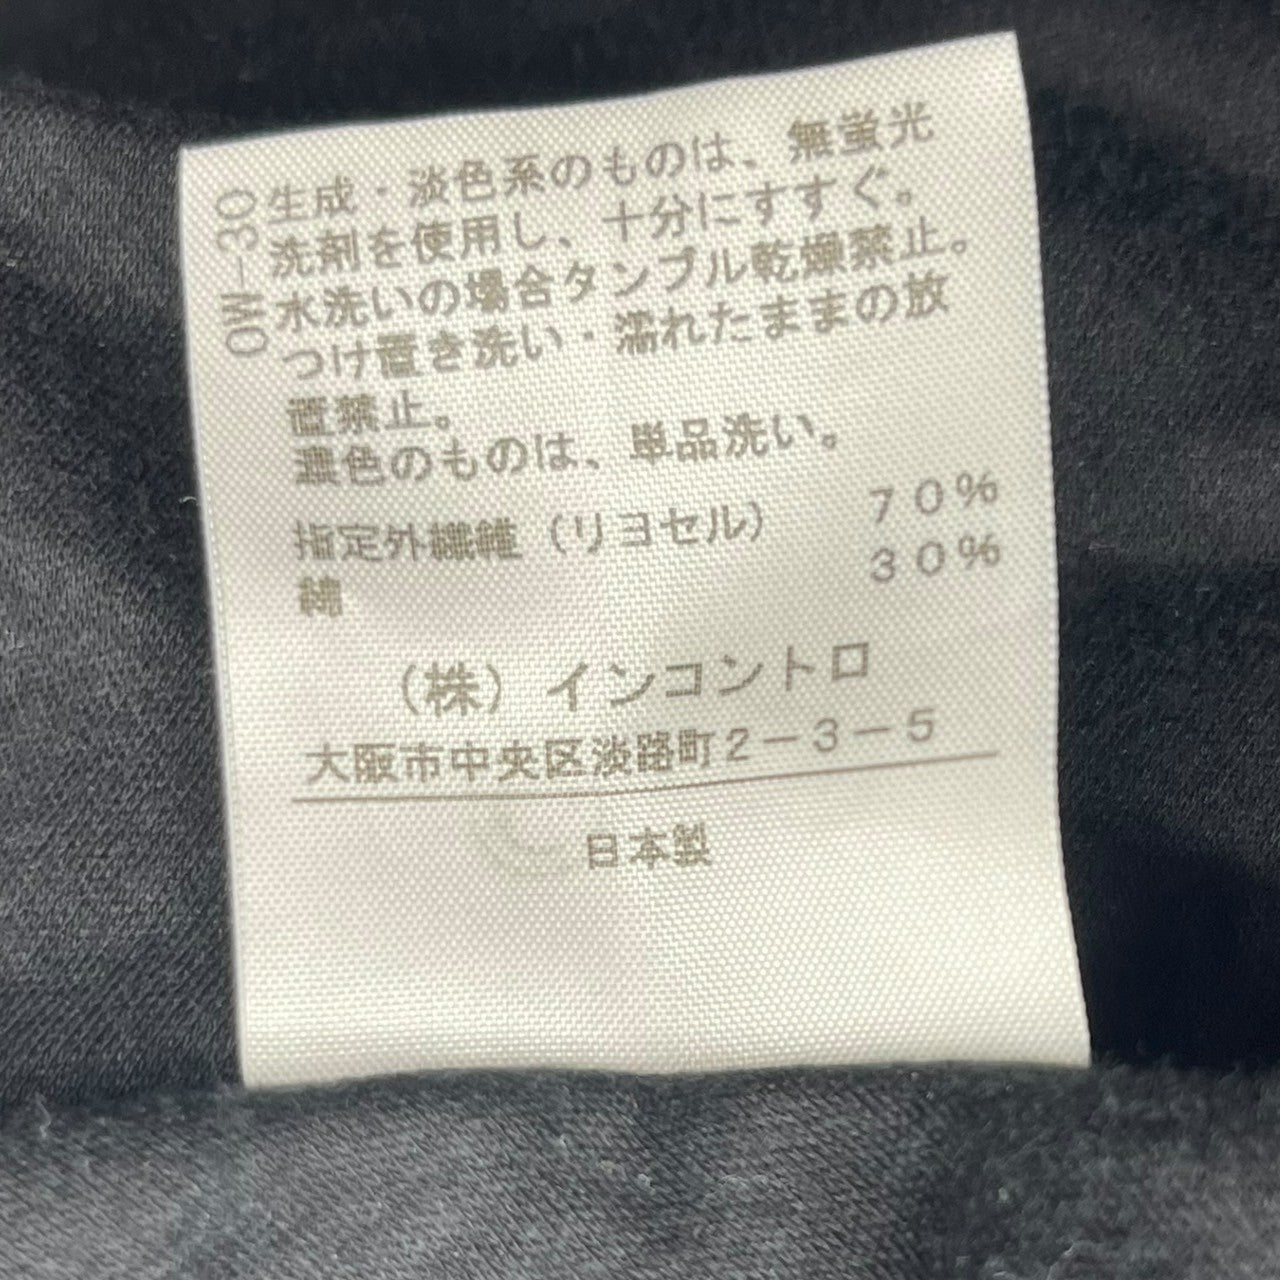 OW-30
生成・淡色系のものは、無蛍光
洗剤を使用し、十分にすすぐ。
水洗いの場合タンブル乾燥禁止。
つけ置き洗い・濡れたままの放
置禁止。
濃色のものは、単品洗い。
指定外繊維（リヨセル） 70%
綿 30%
（株）インコントロ
大阪市中央区淡路町2－3－5
日本製